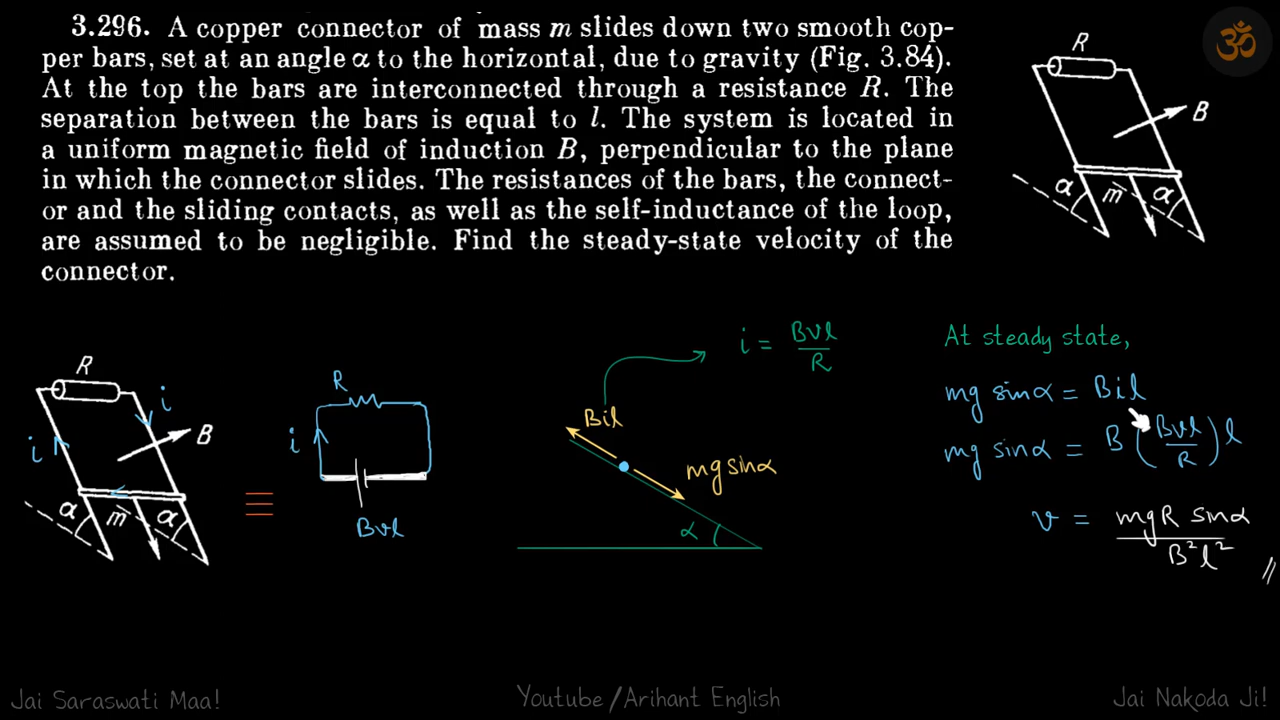 3.296. A copper connector of mass m slides down two smooth cop-
per bars, set at an angle α to the horizontal, due to gravity (Fig. 3.84).
At the top the bars are interconnected through a resistance R. The
separation between the bars is equal to l. The system is located in
a uniform magnetic field of induction B, perpendicular to the plane
in which the connector slides. The resistances of the bars, the connect-
or and the sliding contacts, as well as the self-inductance of the loop,
are assumed to be negligible. Find the steady-state velocity of the
connector.
R
B
α m α
ॐ
R
i
i
B
α m α
≡
R
i
Bvl
i = Bvl/R
Bil
mg sinα
α
At steady state,
mg sinα = Bil
mg sinα = B (Bvl/R) l
v = mgR sinα / B²l² //
Jai Saraswati Maa!
Youtube/Arihant English
Jai Nakoda Ji!